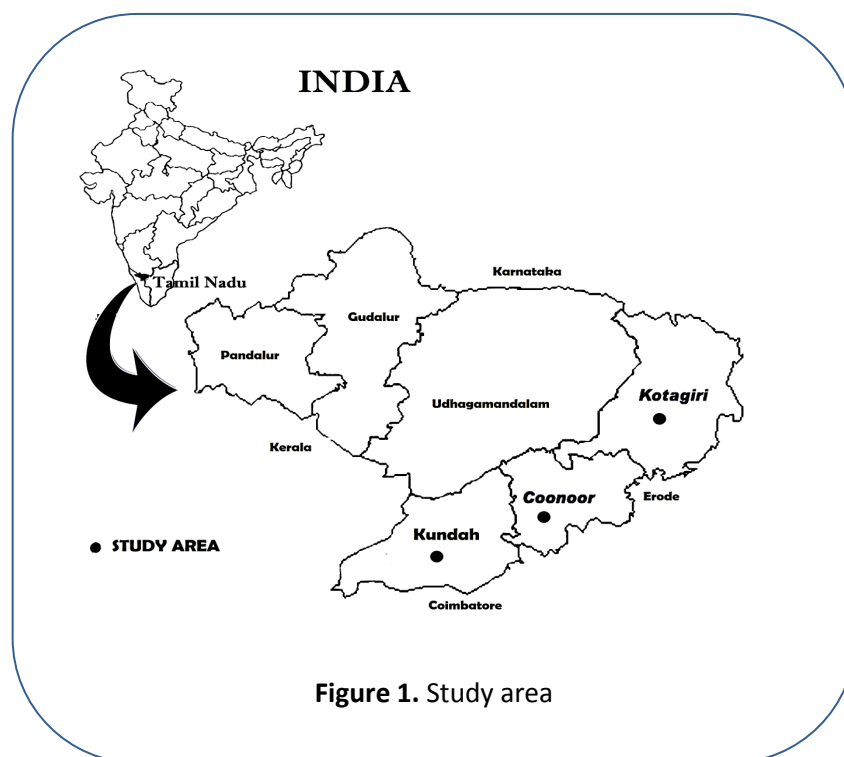 INDIA
Tamil Nadu
Karnataka
Gudalur
Pandalur
Kotagiri
Udhagamandalam
Kerala
Coonoor
Erode
Kundah
STUDY AREA
Coimbatore
Figure 1. Study area